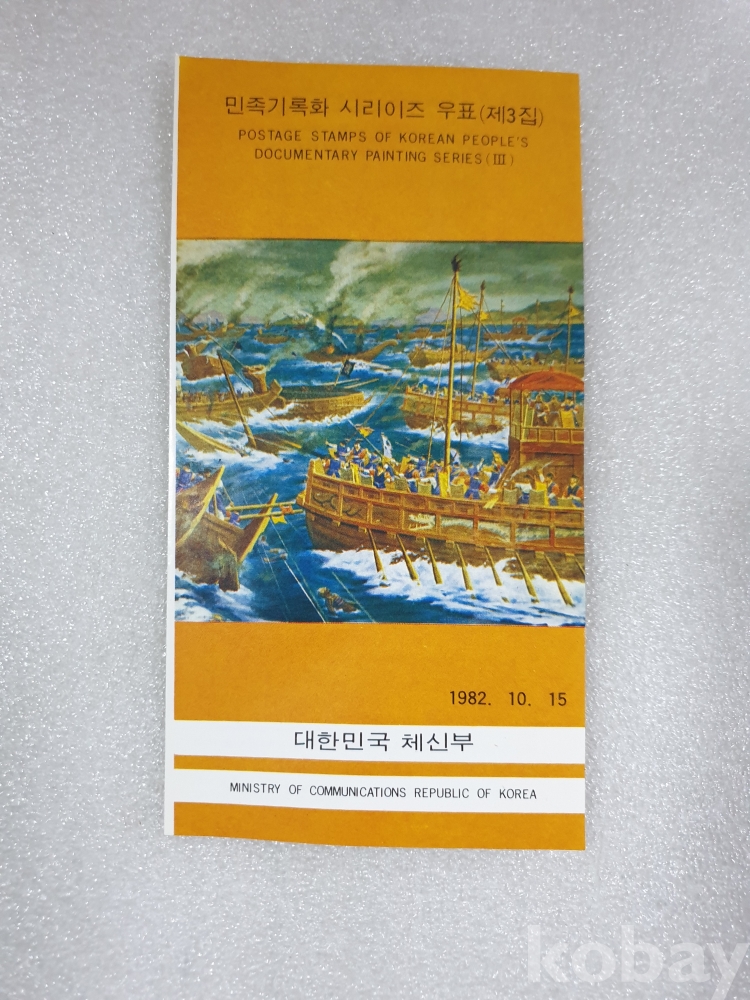 민족기록화 시리이즈 우표(제3집)
POSTAGE STAMPS OF KOREAN PEOPLE'S
DOCUMENTARY PAINTING SERIES(Ⅲ)
1982. 10. 15
대한민국 체신부
MINISTRY OF COMMUNICATIONS REPUBLIC OF KOREA
kobay